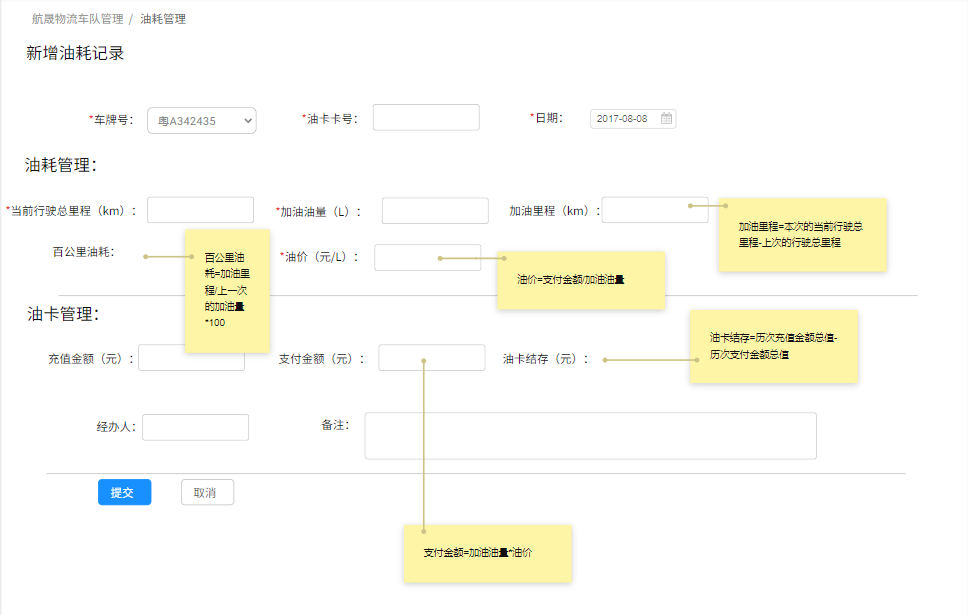 航晟物流车队管理 / 油耗管理
新增油耗记录
*车牌号： 粤A342435 *油卡卡号： *日期： 2017-08-08
油耗管理：
*当前行驶总里程（km）： *加油油量（L）： 加油里程（km）：
加油里程=本次的当前行驶总
里程-上次的行驶总里程
百公里油耗： *油价（元/L）：
百公里油
耗=加油里
程/上一次
的加油量
*100
油价=支付金额/加油油量
油卡管理：
充值金额（元）： 支付金额（元）： 油卡结存（元）：
油卡结存=历次充值金额总值-
历次支付金额总值
经办人： 备注：
提交 取消
支付金额=加油油量*油价